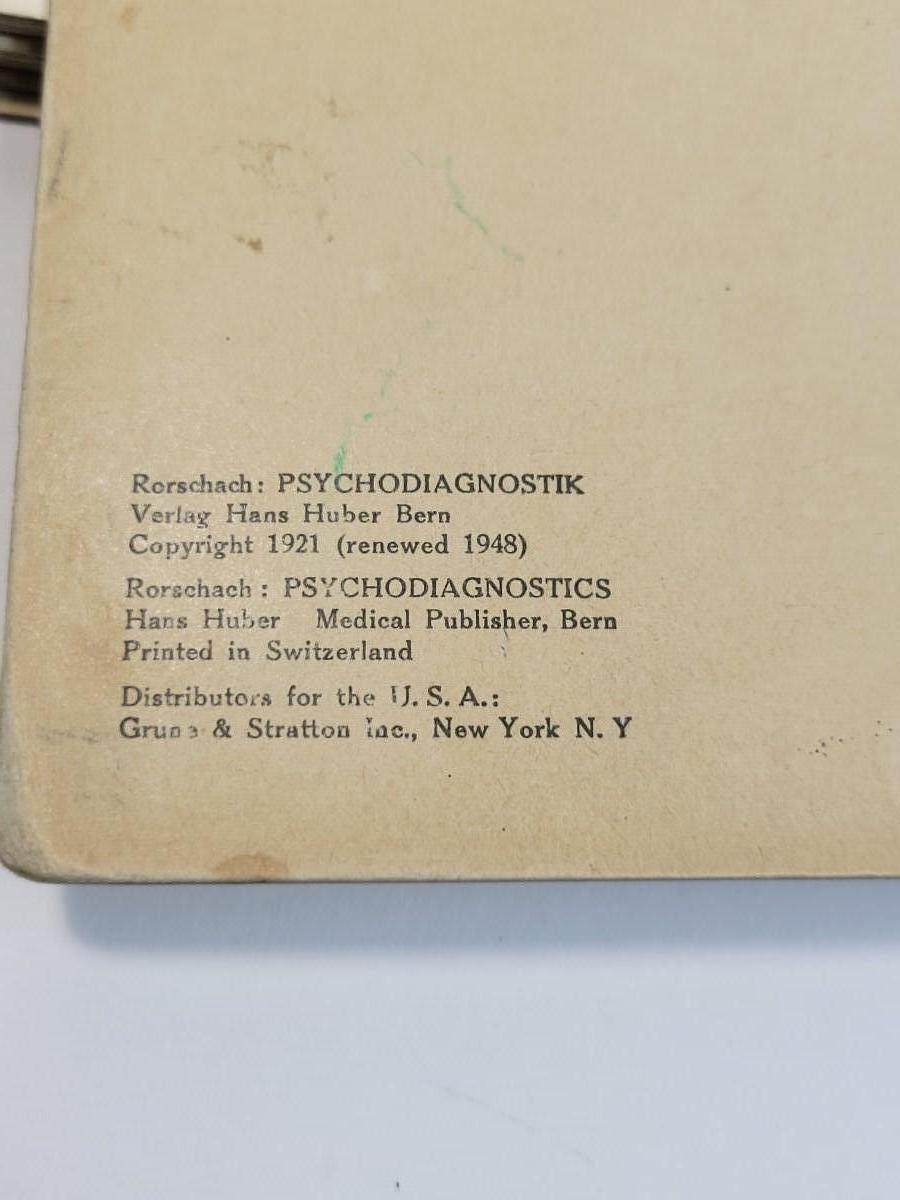 Rorschach: PSYCHODIAGNOSTIK
Verlag Hans Huber Bern
Copyright 1921 (renewed 1948)
Rorschach: PSYCHODIAGNOSTICS
Hans Huber Medical Publisher, Bern
Printed in Switzerland
Distributors for the U. S. A.:
Grune & Stratton Inc., New York N. Y